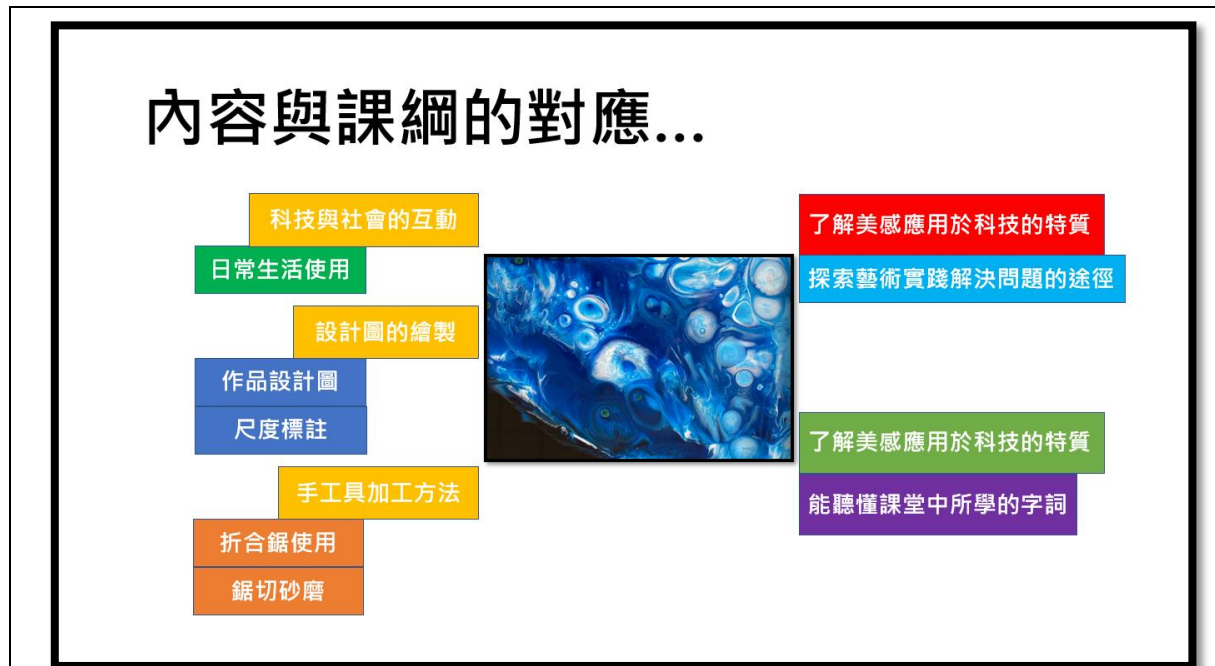 內容與課綱的對應...
科技與社會的互動
日常生活使用
設計圖的繪製
作品設計圖
尺度標註
手工具加工方法
折合鋸使用
鋸切砂磨
了解美感應用於科技的特質
探索藝術實踐解決問題的途徑
了解美感應用於科技的特質
能聽懂課堂中所學的字詞